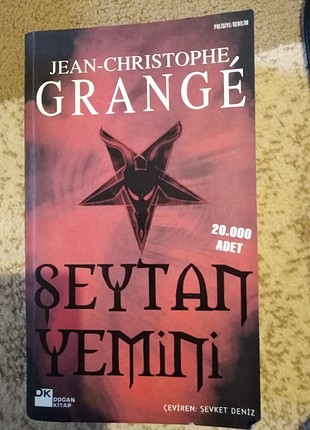 POLİSİYE/GERİLİM
JEAN-CHRISTOPHE
GRANGÉ
20.000
ADET
ŞEYTAN
YEMİNİ
DK
DOĞAN
KİTAP
ÇEVİREN: ŞEVKET DENİZ